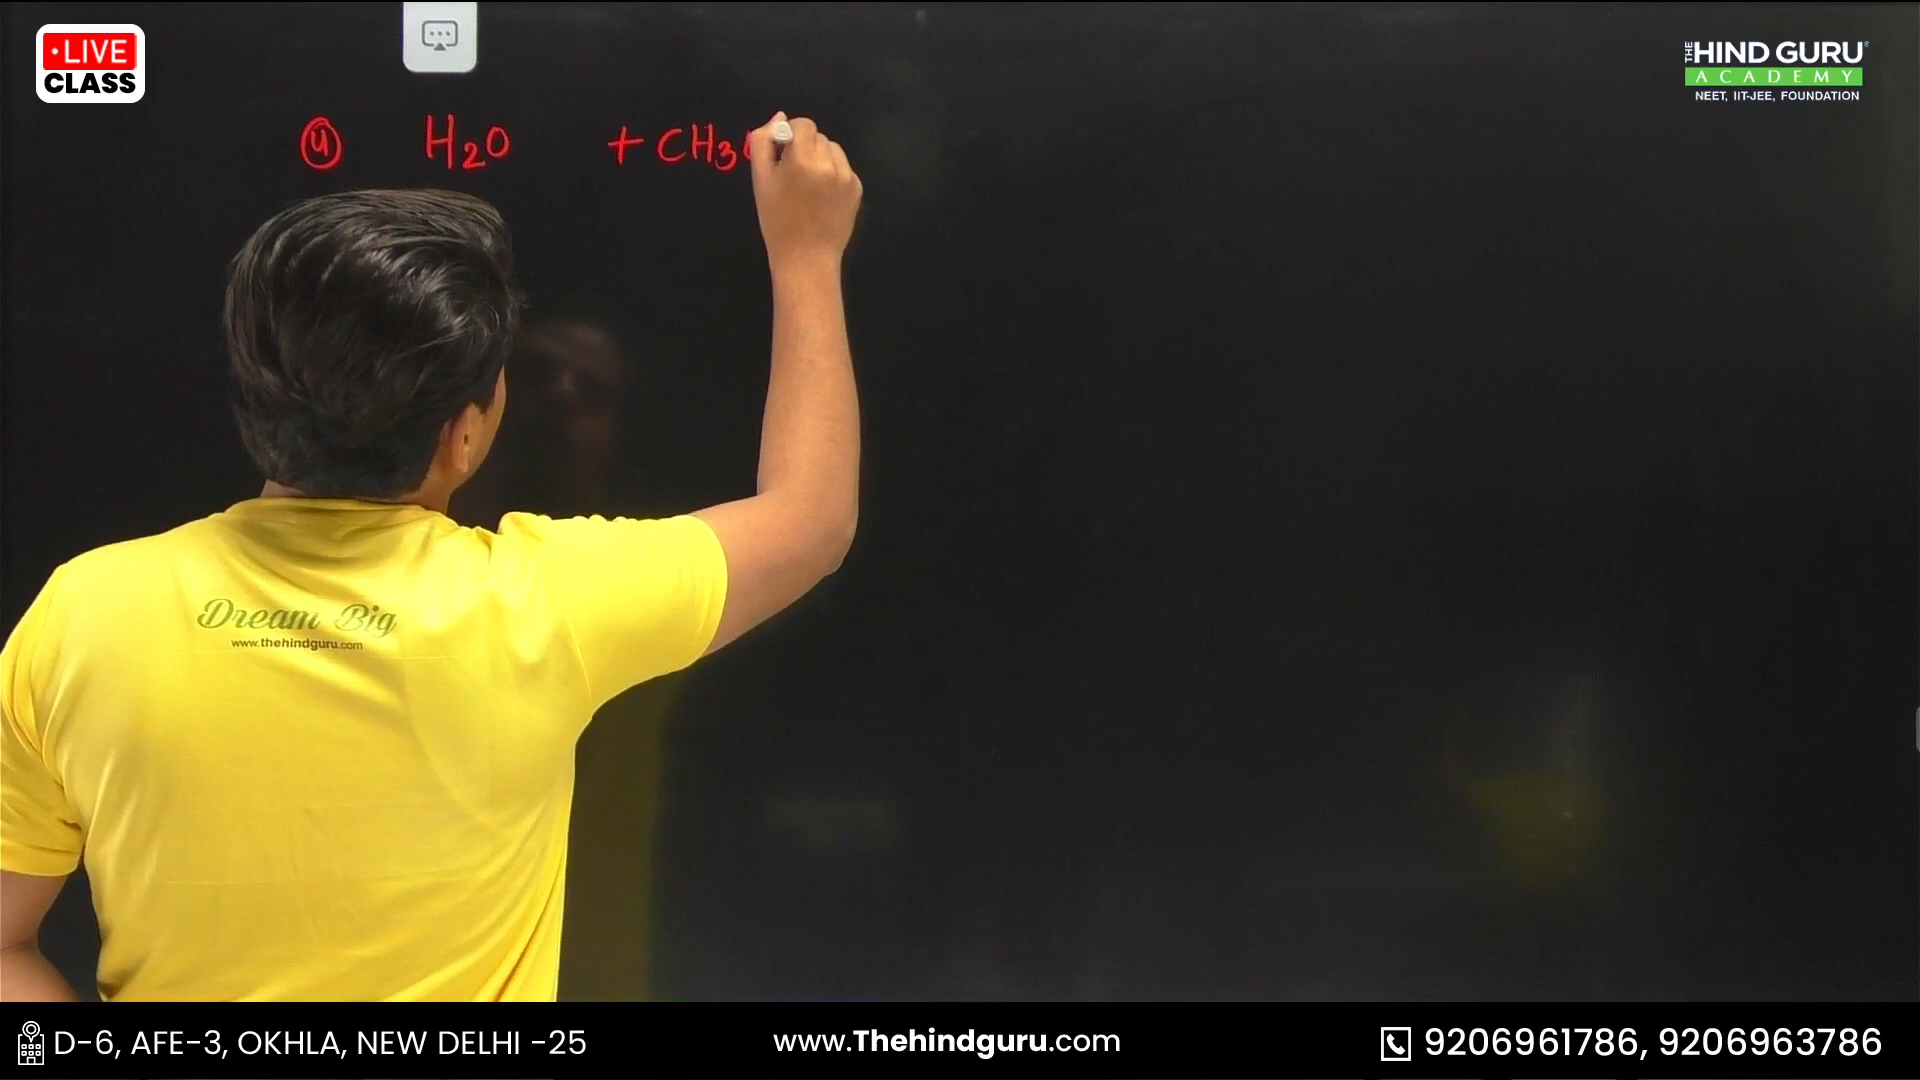 LIVE
CLASS
THE HIND GURU
ACADEMY
NEET, IIT-JEE, FOUNDATION
④ H₂O + CH₃
Dream Big
www.thehindguru.com
D-6, AFE-3, OKHLA, NEW DELHI -25
www.Thehindguru.com
9206961786, 9206963786